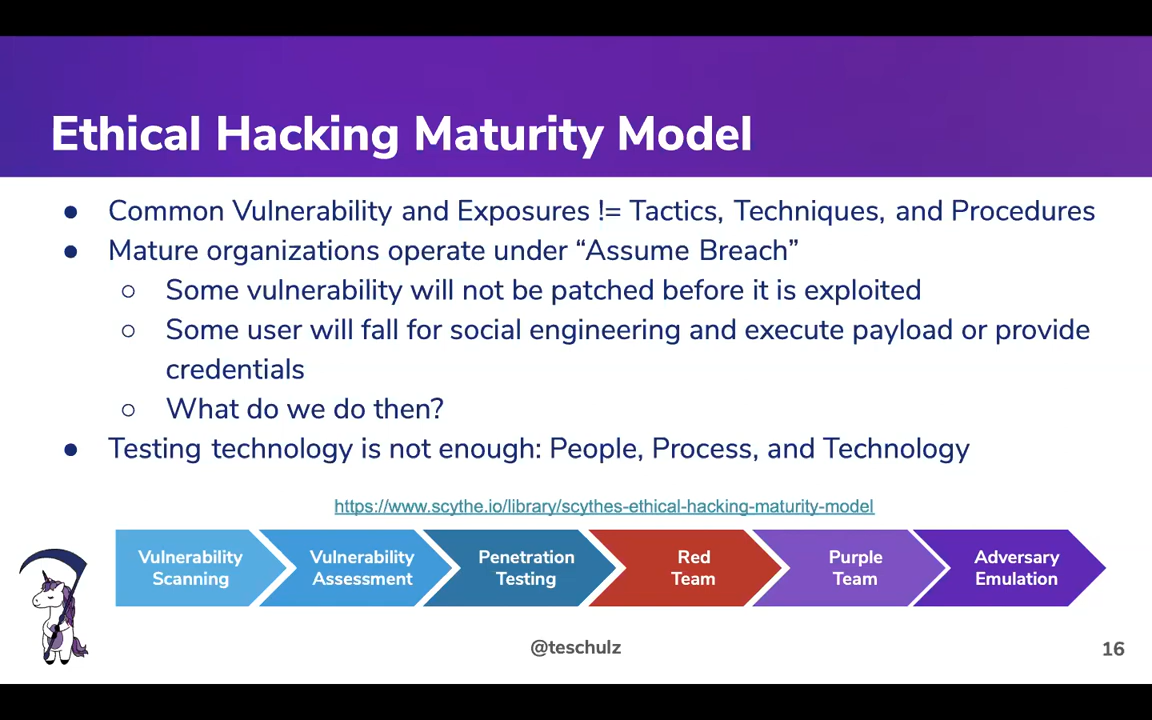 Ethical Hacking Maturity Model
● Common Vulnerability and Exposures != Tactics, Techniques, and Procedures
● Mature organizations operate under “Assume Breach”
○ Some vulnerability will not be patched before it is exploited
○ Some user will fall for social engineering and execute payload or provide
credentials
○ What do we do then?
● Testing technology is not enough: People, Process, and Technology
https://www.scythe.io/library/scythes-ethical-hacking-maturity-model
Vulnerability
Scanning
Vulnerability
Assessment
Penetration
Testing
Red
Team
Purple
Team
Adversary
Emulation
@teschulz
16